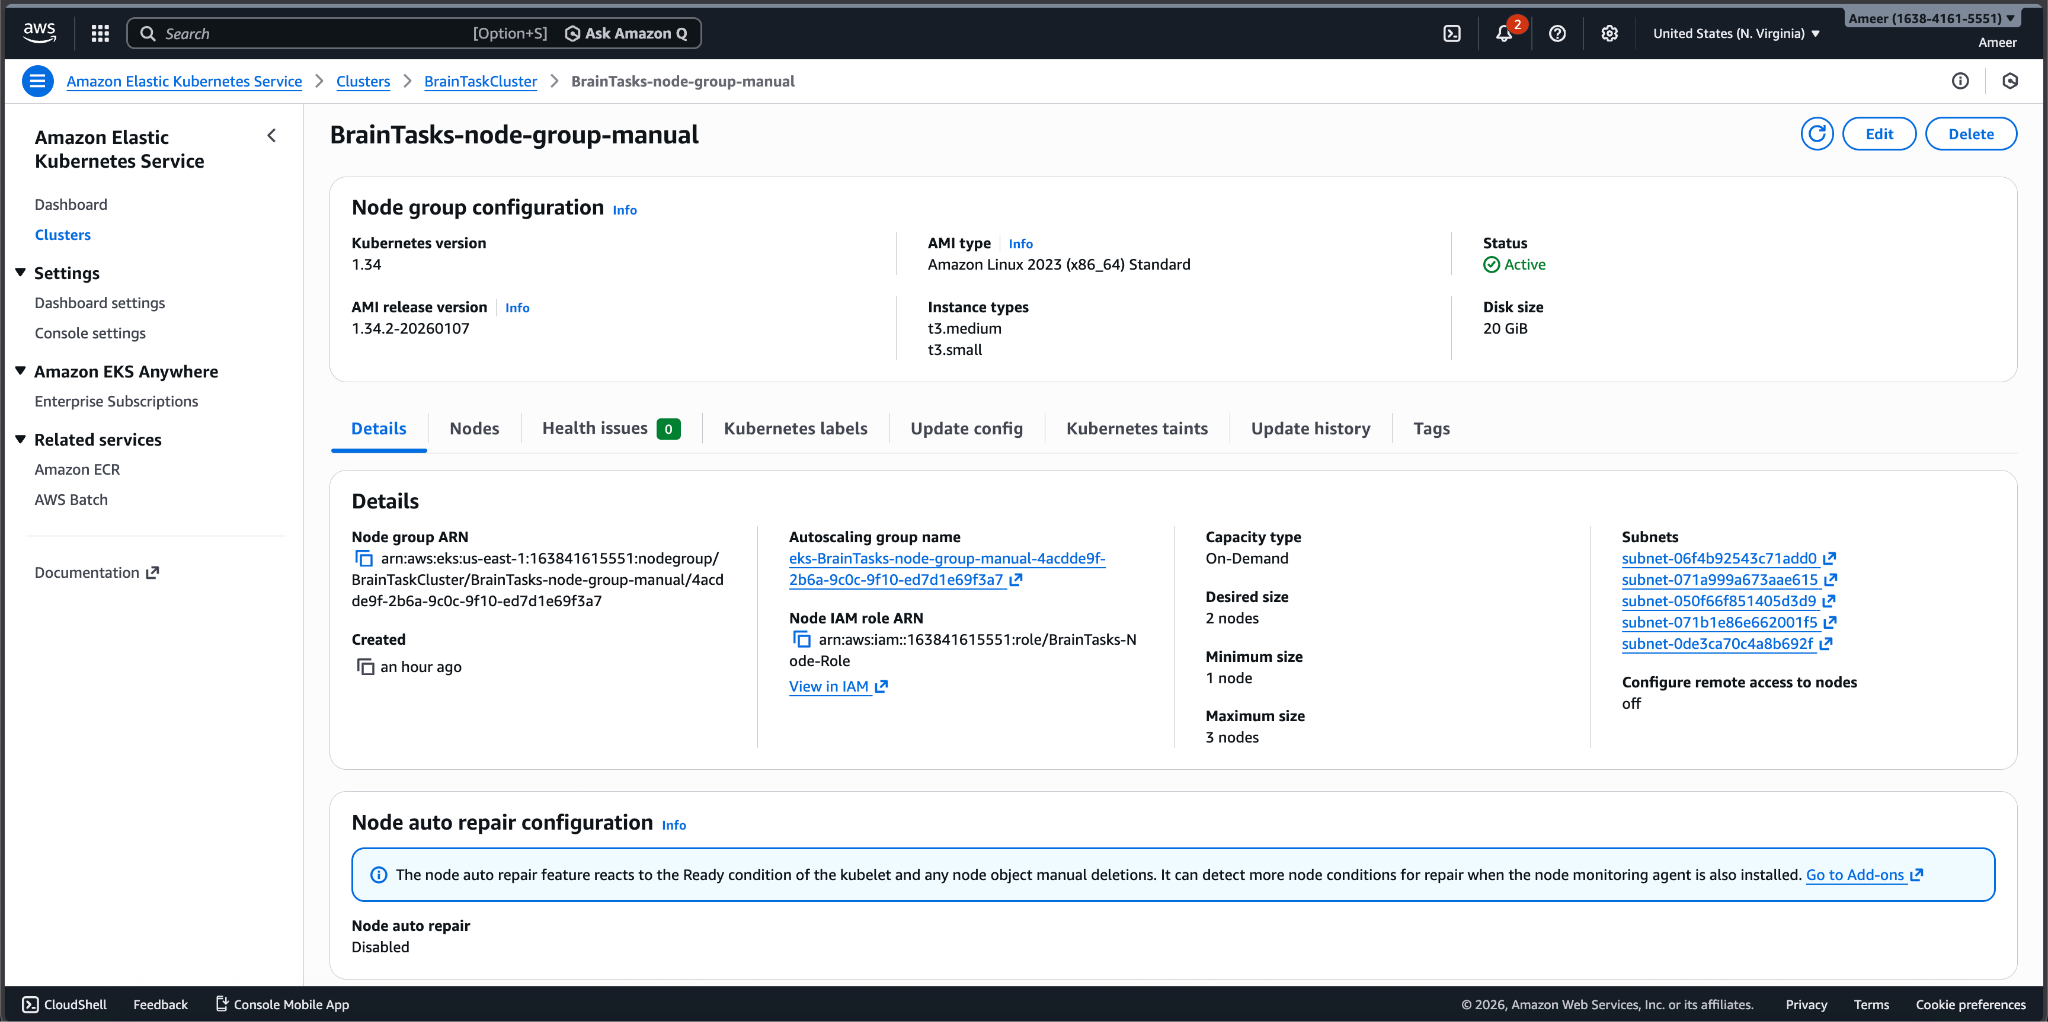 aws
Search [Option+S] Ask Amazon Q
2
United States (N. Virginia) ▼
Ameer (1638-4161-5551) ▼
Ameer
Amazon Elastic Kubernetes Service > Clusters > BrainTaskCluster > BrainTasks-node-group-manual
Amazon Elastic
Kubernetes Service
Dashboard
Clusters
Settings
Dashboard settings
Console settings
Amazon EKS Anywhere
Enterprise Subscriptions
Related services
Amazon ECR
AWS Batch
Documentation
BrainTasks-node-group-manual
Edit
Delete
Node group configuration Info
Kubernetes version
1.34
AMI release version Info
1.34.2-20260107
AMI type Info
Amazon Linux 2023 (x86_64) Standard
Instance types
t3.medium
t3.small
Status
Active
Disk size
20 GiB
Details Nodes Health issues 0 Kubernetes labels Update config Kubernetes taints Update history Tags
Details
Node group ARN
arn:aws:eks:us-east-1:163841615551:nodegroup/
BrainTaskCluster/BrainTasks-node-group-manual/4acd
de9f-2b6a-9c0c-9f10-ed7d1e69f3a7
Created
an hour ago
Autoscaling group name
eks-BrainTasks-node-group-manual-4acdde9f-
2b6a-9c0c-9f10-ed7d1e69f3a7
Node IAM role ARN
arn:aws:iam::163841615551:role/BrainTasks-N
ode-Role
View in IAM
Capacity type
On-Demand
Desired size
2 nodes
Minimum size
1 node
Maximum size
3 nodes
Subnets
subnet-06f4b92543c71add0
subnet-071a999a673aae615
subnet-050f66f851405d3d9
subnet-071b1e86e662001f5
subnet-0de3ca70c4a8b692f
Configure remote access to nodes
off
Node auto repair configuration Info
The node auto repair feature reacts to the Ready condition of the kubelet and any node object manual deletions. It can detect more node conditions for repair when the node monitoring agent is also installed. Go to Add-ons
Node auto repair
Disabled
CloudShell Feedback Console Mobile App
© 2026, Amazon Web Services, Inc. or its affiliates. Privacy Terms Cookie preferences